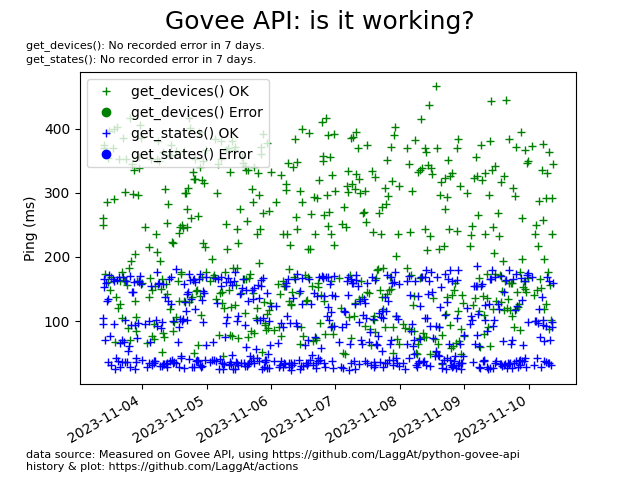 Govee API: is it working?
get_devices(): No recorded error in 7 days.
get_states(): No recorded error in 7 days.
get_devices() OK
get_devices() Error
get_states() OK
get_states() Error
Ping (ms)
400
300
200
100
2023-11-04
2023-11-05
2023-11-06
2023-11-07
2023-11-08
2023-11-09
2023-11-10
data source: Measured on Govee API, using https://github.com/LaggAt/python-govee-api
history & plot: https://github.com/LaggAt/actions